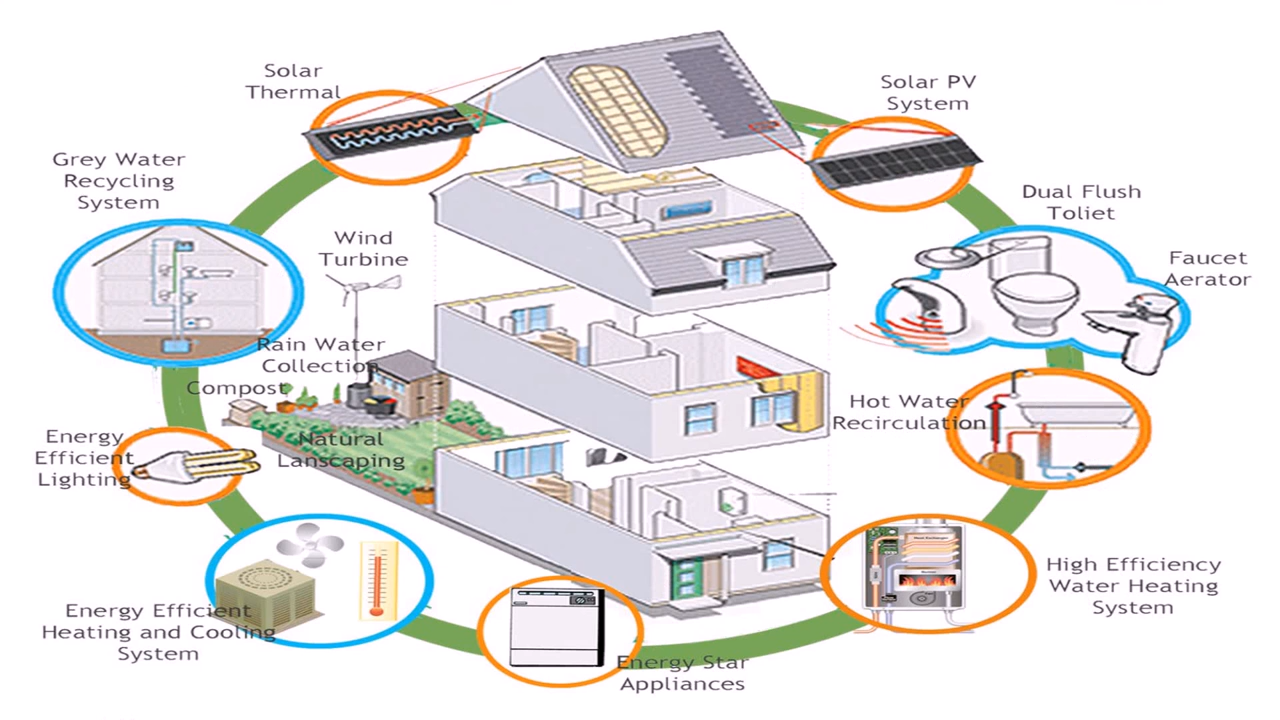 Solar
Thermal
Solar PV
System
Grey Water
Recycling
System
Dual Flush
Toliet
Wind
Turbine
Faucet
Aerator
Rain Water
Collection
Compost
Hot Water
Recirculation
Energy
Efficient
Lighting
Natural
Lanscaping
High Efficiency
Water Heating
System
Energy Efficient
Heating and Cooling
System
Energy Star
Appliances